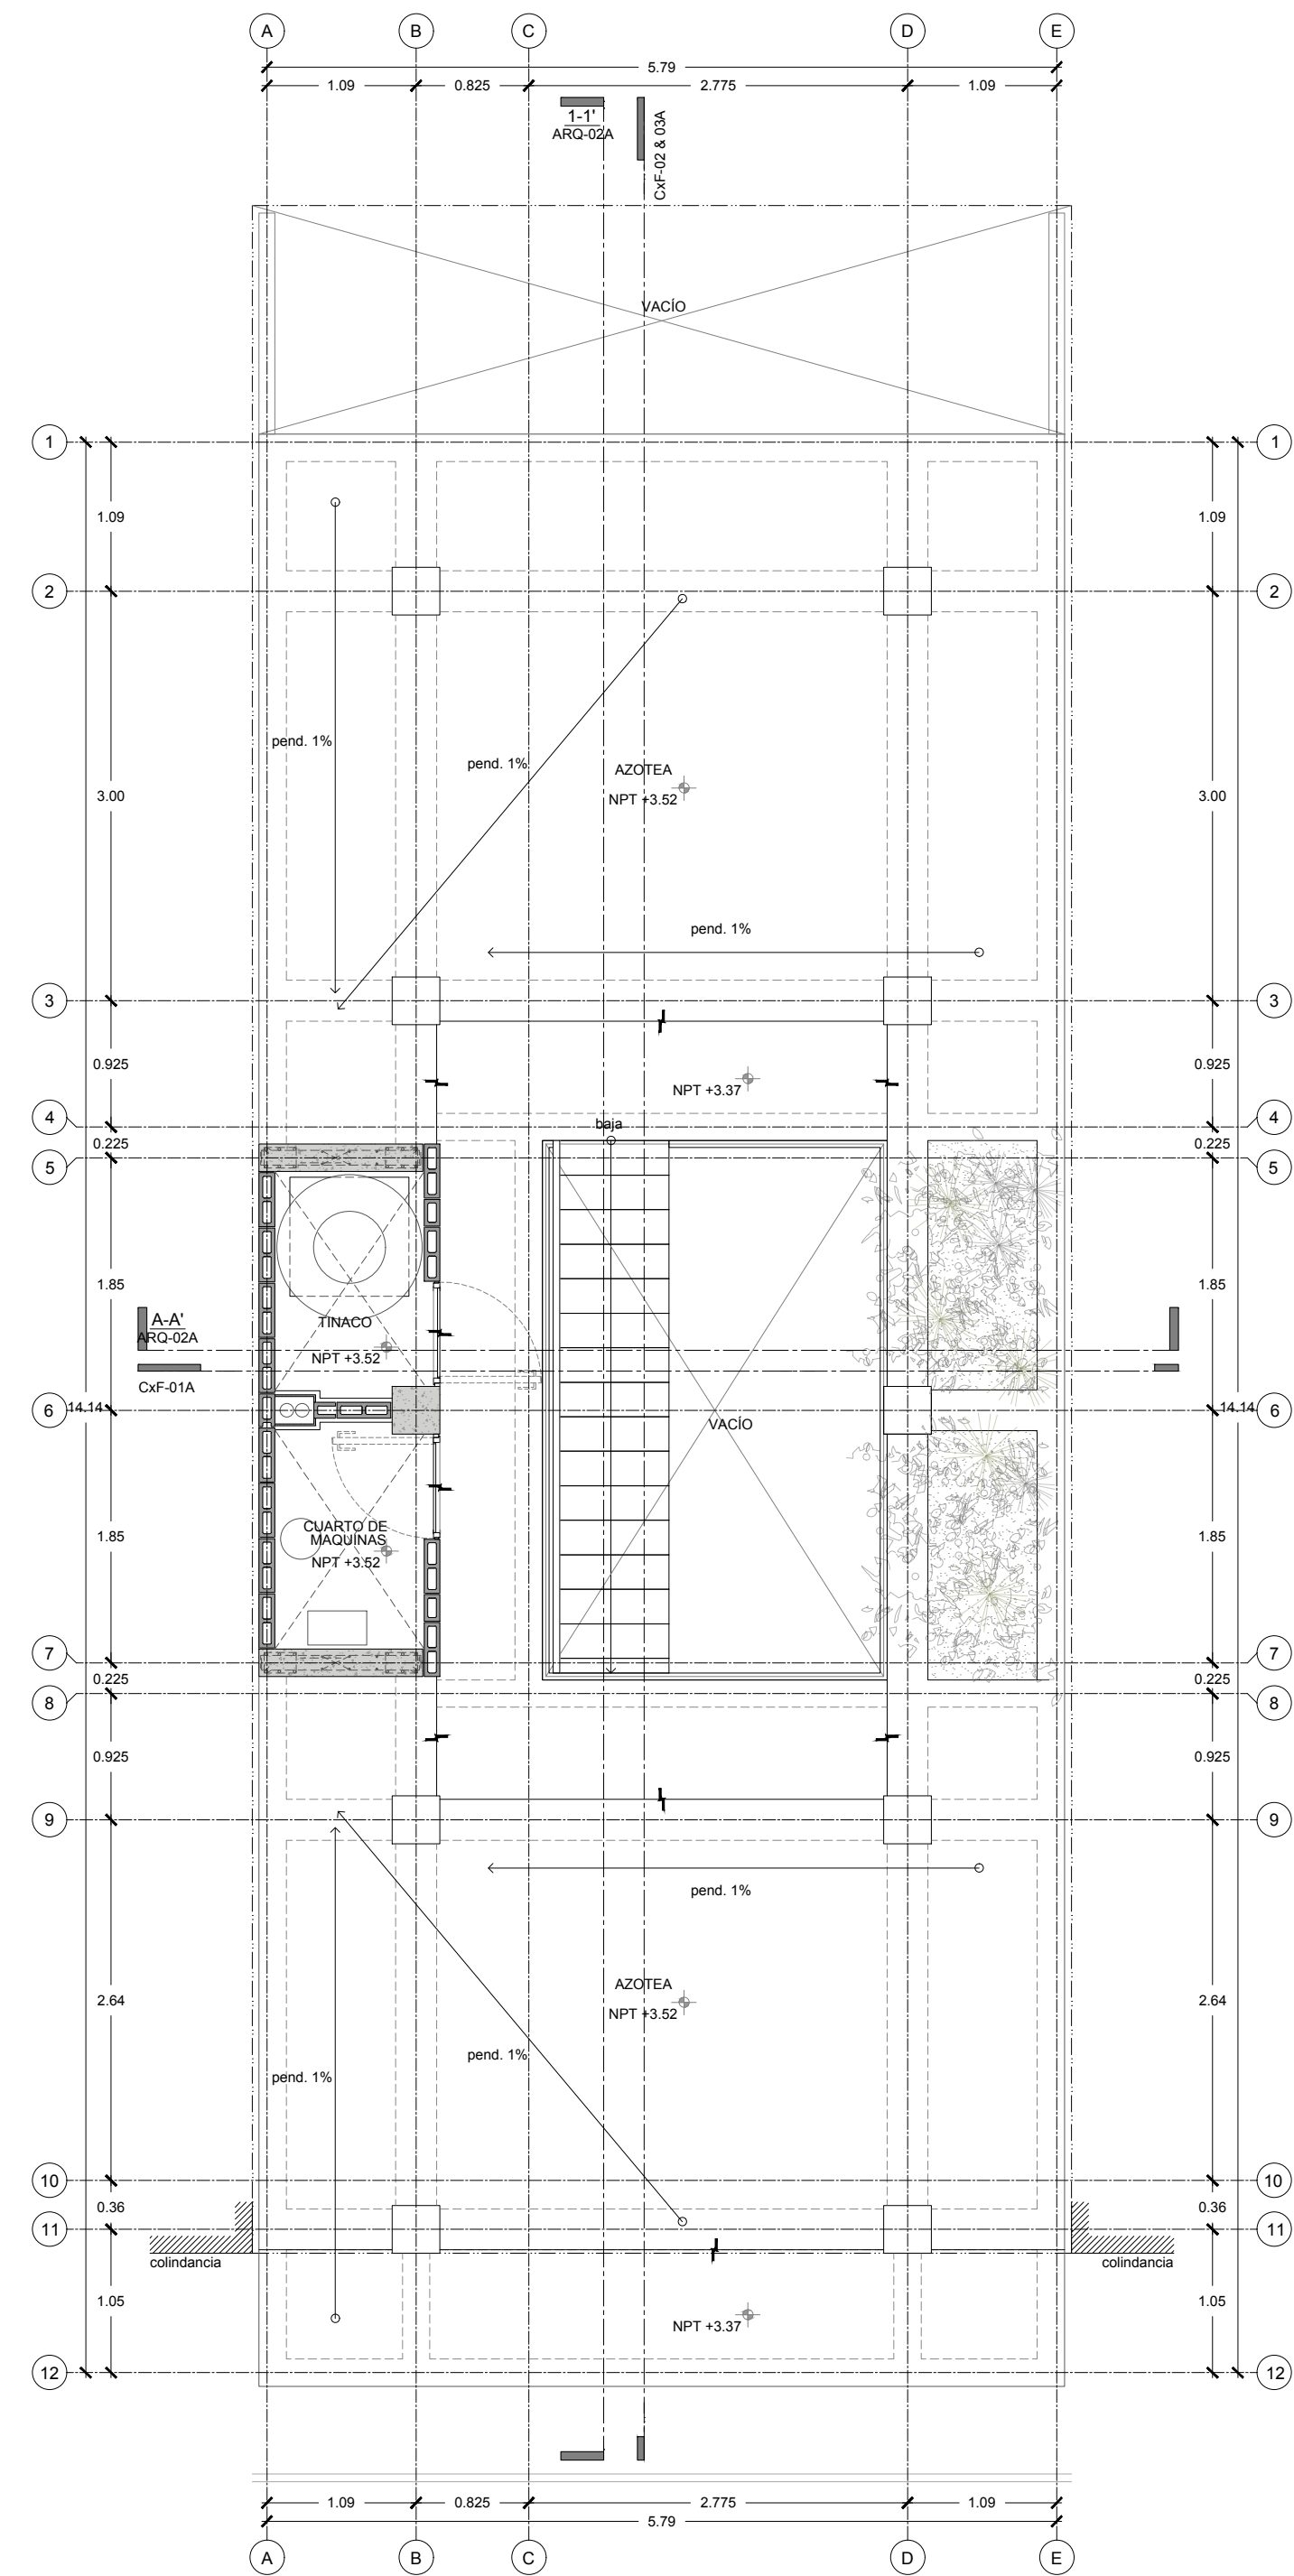 A B C D E
5.79
1.09 0.825 2.775 1.09
1-1'
ARQ-02A
CxF-02 & 03A
VACÍO
1 1
1.09 1.09
2 2
pend. 1%
pend. 1%
AZOTEA
NPT +3.52
3.00 3.00
pend. 1%
3 3
0.925 0.925
NPT +3.37
4 4
baja
0.225 0.225
5 5
1.85 1.85
A-A'
ARQ-02A
TINACO
NPT +3.52
CxF-01A
6 14.14 14.14 6
VACÍO
CUARTO DE
MAQUINAS
NPT +3.52
1.85 1.85
7 7
0.225 0.225
8 8
0.925 0.925
9 9
pend. 1%
AZOTEA
NPT +3.52
2.64 2.64
pend. 1%
pend. 1%
10 10
0.36 0.36
11 11
colindancia colindancia
1.05 1.05
NPT +3.37
12 12
1.09 0.825 2.775 1.09
5.79
A B C D E